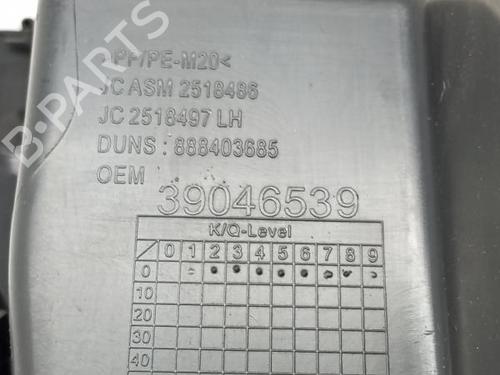 >PP/PE-M20<
JC ASM 2518486
JC 2518497 LH
DUNS : 888403685
OEM
39046539
K/Q-Level
0 1 2 3 4 5 6 7 8 9
0
10
20
30
40
B-PARTS